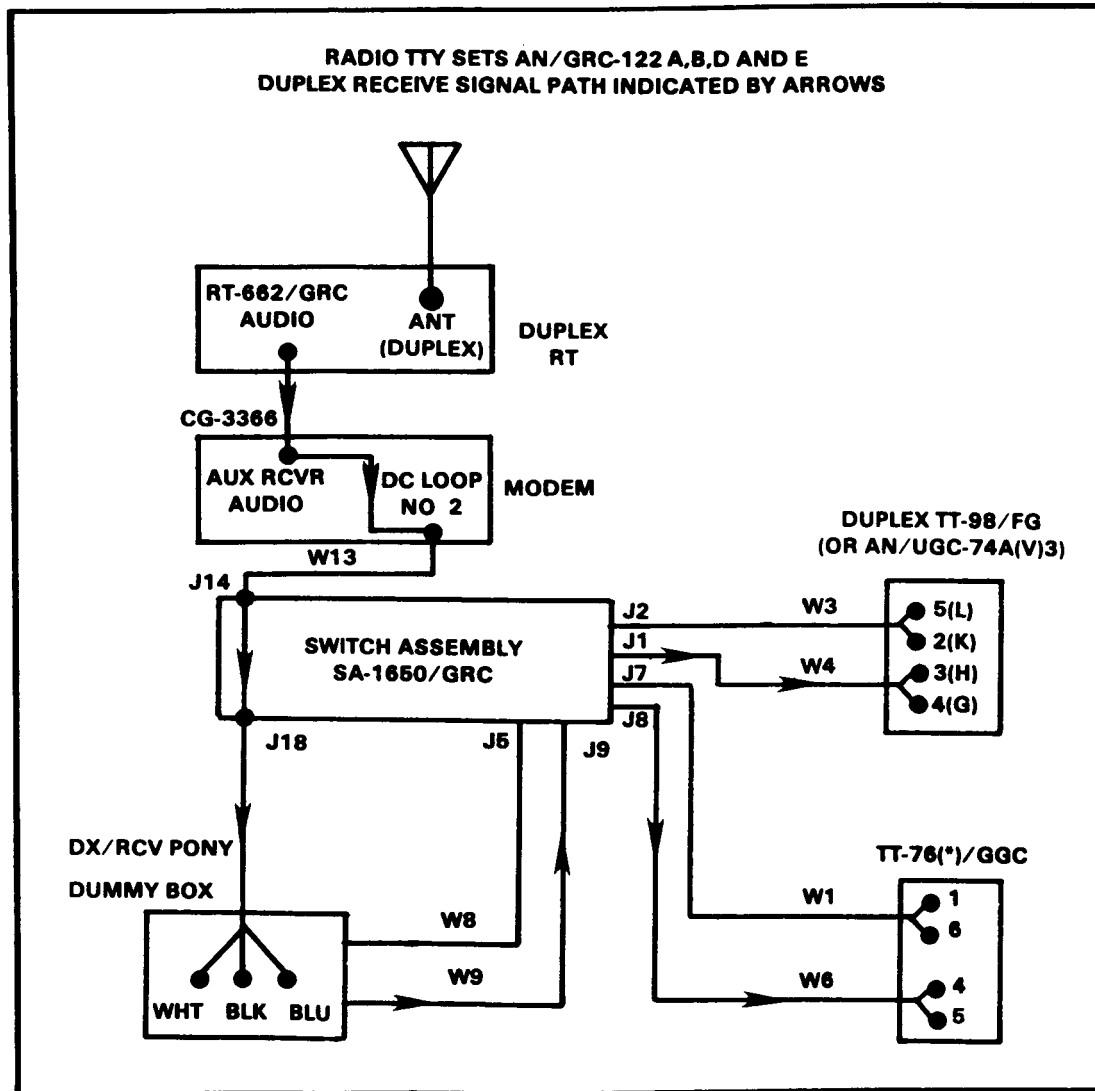 RADIO TTY SETS AN/GRC-122 A,B,D AND E
DUPLEX RECEIVE SIGNAL PATH INDICATED BY ARROWS
RT-662/GRC
AUDIO
ANT
(DUPLEX)
DUPLEX
RT
CG-3366
AUX RCVR
AUDIO
DC LOOP
NO 2
MODEM
W13
J14
SWITCH ASSEMBLY
SA-1650/GRC
J2
J1
J7
J8
J18
J5
J9
W3
W4
DUPLEX TT-98/FG
(OR AN/UGC-74A(V)3)
5(L)
2(K)
3(H)
4(G)
DX/RCV PONY
DUMMY BOX
WHT BLK BLU
W8
W9
W1
W6
TT-76(*)/GGC
1
6
4
5